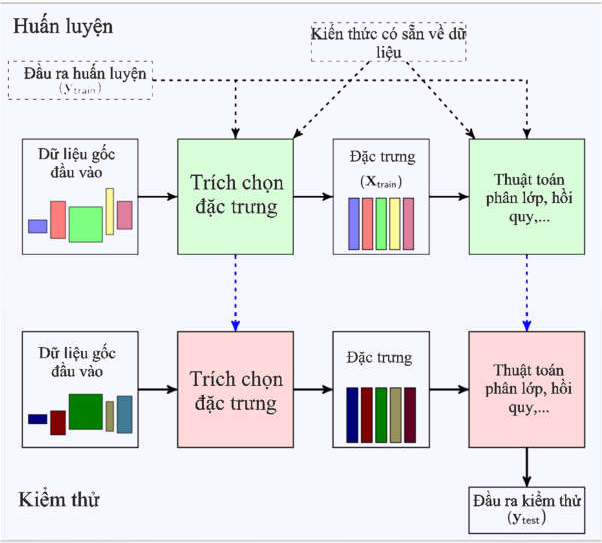 Huấn luyện
Kiến thức có sẵn về dữ
liệu
Đầu ra huấn luyện
(y_train)
Dữ liệu gốc
đầu vào
Trích chọn
đặc trưng
Đặc trưng
(X_train)
Thuật toán
phân lớp, hồi
quy,...
Dữ liệu gốc
đầu vào
Trích chọn
đặc trưng
Đặc trưng
Thuật toán
phân lớp, hồi
quy,...
Kiểm thử
Đầu ra kiểm thử
(y_test)